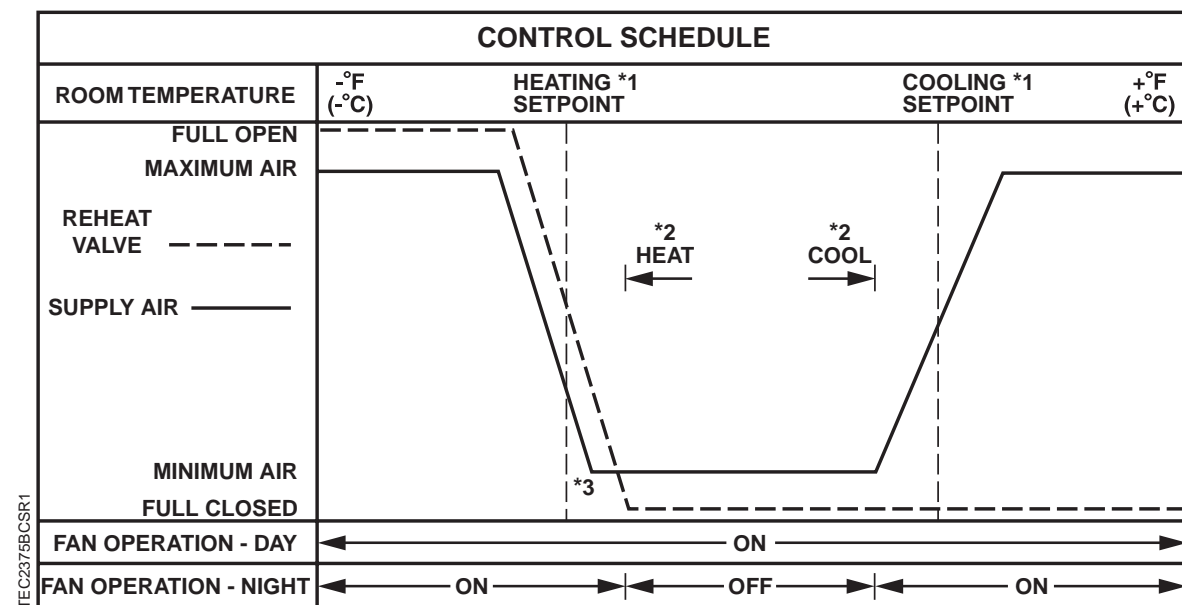 CONTROL SCHEDULE
ROOM TEMPERATURE
-°F
(-°C)
HEATING *1
SETPOINT
COOLING *1
SETPOINT
+°F
(+°C)
FULL OPEN
MAXIMUM AIR
REHEAT
VALVE
SUPPLY AIR
*2
HEAT
*2
COOL
MINIMUM AIR
*3
FULL CLOSED
FAN OPERATION - DAY
ON
FAN OPERATION - NIGHT
ON
OFF
ON
TEC2375BCSR1